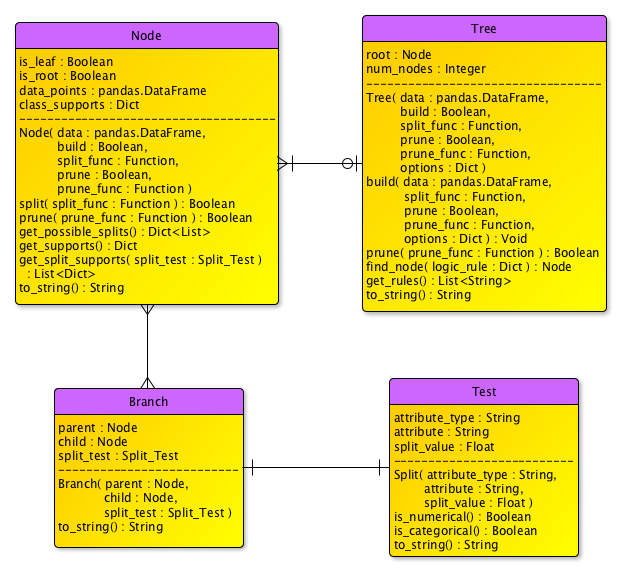 Node
is_leaf : Boolean
is_root : Boolean
data_points : pandas.DataFrame
class_supports : Dict
Node( data : pandas.DataFrame,
build : Boolean,
split_func : Function,
prune : Boolean,
prune_func : Function )
split( split_func : Function ) : Boolean
prune( prune_func : Function ) : Boolean
get_possible_splits() : Dict<List>
get_supports() : Dict
get_split_supports( split_test : Split_Test )
: List<Dict>
to_string() : String
Tree
root : Node
num_nodes : Integer
Tree( data : pandas.DataFrame,
build : Boolean,
split_func : Function,
prune : Boolean,
prune_func : Function,
options : Dict )
build( data : pandas.DataFrame,
split_func : Function,
prune : Boolean,
prune_func : Function,
options : Dict ) : Void
prune( prune_func : Function ) : Boolean
find_node( logic_rule : Dict ) : Node
get_rules() : List<String>
to_string() : String
Branch
parent : Node
child : Node
split_test : Split_Test
Branch( parent : Node,
child : Node,
split_test : Split_Test )
to_string() : String
Test
attribute_type : String
attribute : String
split_value : Float
Split( attribute_type : String,
attribute : String,
split_value : Float )
is_numerical() : Boolean
is_categorical() : Boolean
to_string() : String